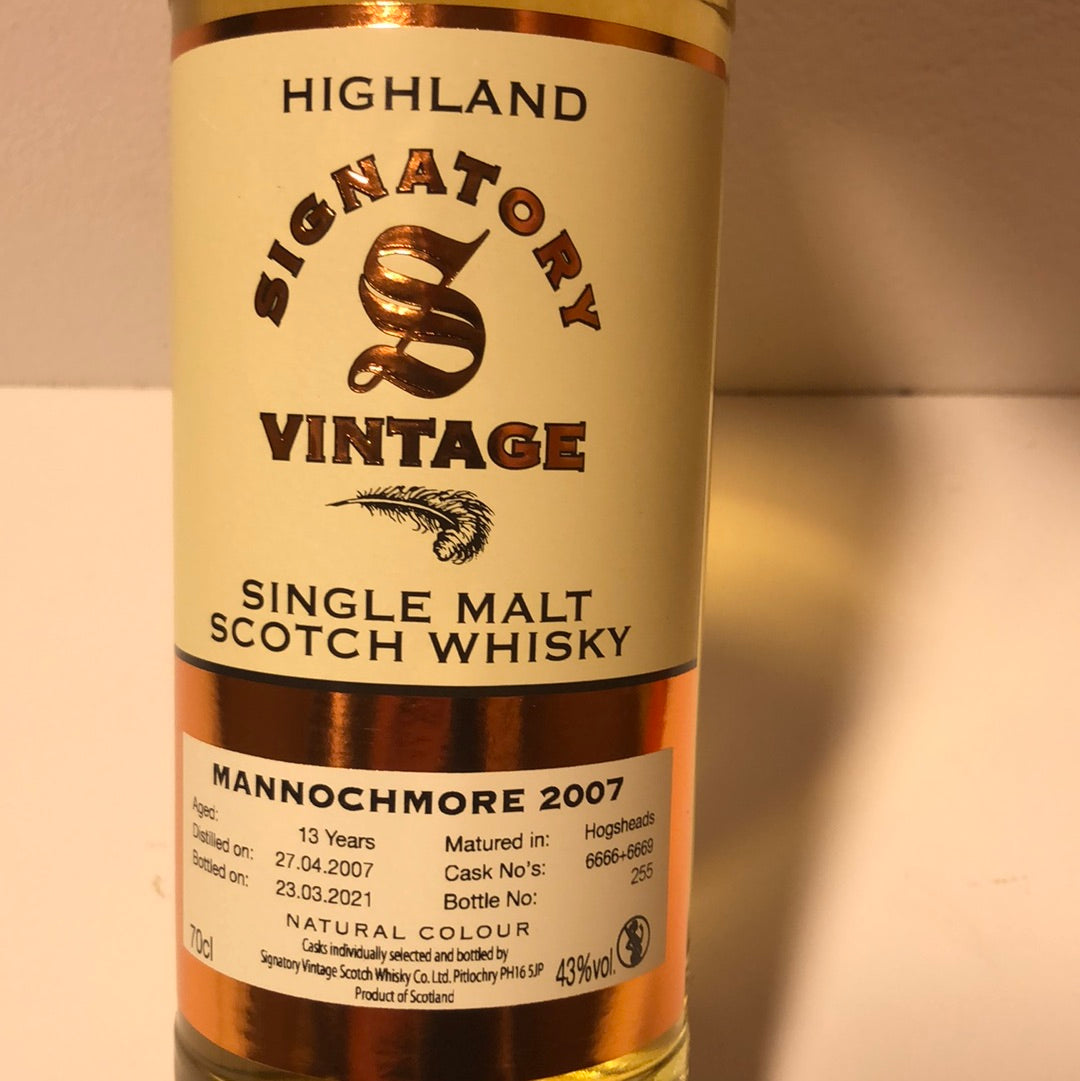 HIGHLAND
SIGNATORY
S
VINTAGE
SINGLE MALT
SCOTCH WHISKY
MANNOCHMORE 2007
Aged: 13 Years Matured in: Hogsheads
Distilled on: 27.04.2007 Cask No's: 6666+6669
Bottled on: 23.03.2021 Bottle No: 255
NATURAL COLOUR
Casks individually selected and bottled by
Signatory Vintage Scotch Whisky Co. Ltd. Pitlochry PH16 5JP
Product of Scotland
70cl 43%vol.